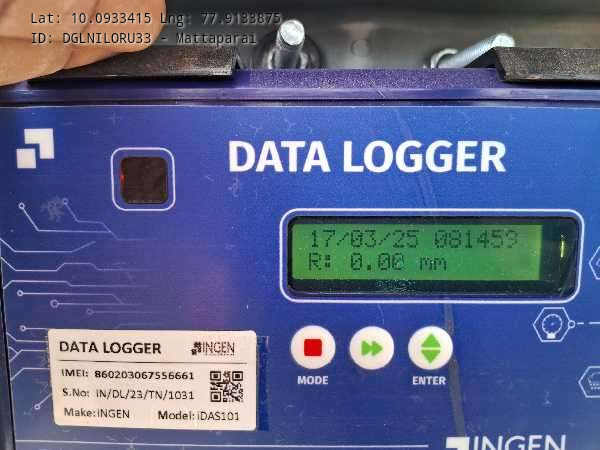 Lat: 10.0933415 Lng: 77.9133875
ID: DGLNILORU33 - Mattaparai
DATA LOGGER
17/03/25 081459
R: 0.00 mm
MODE
ENTER
DATA LOGGER
INGEN
IMEI: 860203067556661
S.No: IN/DL/23/TN/1031
Make:iNGEN Model: iDAS101
INGEN